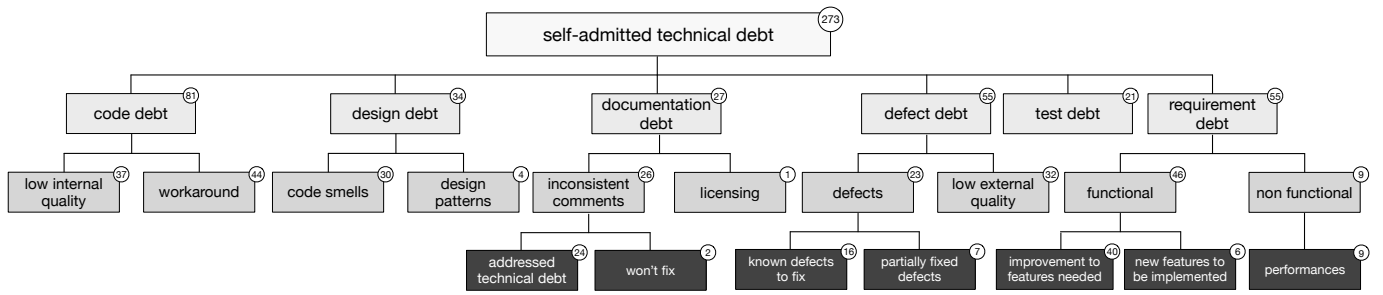 273
self-admitted technical debt
81
code debt
34
design debt
27
documentation
debt
55
defect debt
21
test debt
55
requirement
debt
37
low internal
quality
44
workaround
30
code smells
4
design
patterns
26
inconsistent
comments
1
licensing
23
defects
32
low external
quality
46
functional
9
non functional
24
addressed
technical debt
2
won't fix
16
known defects
to fix
7
partially fixed
defects
40
improvement to
features needed
6
new features to
be implemented
9
performances